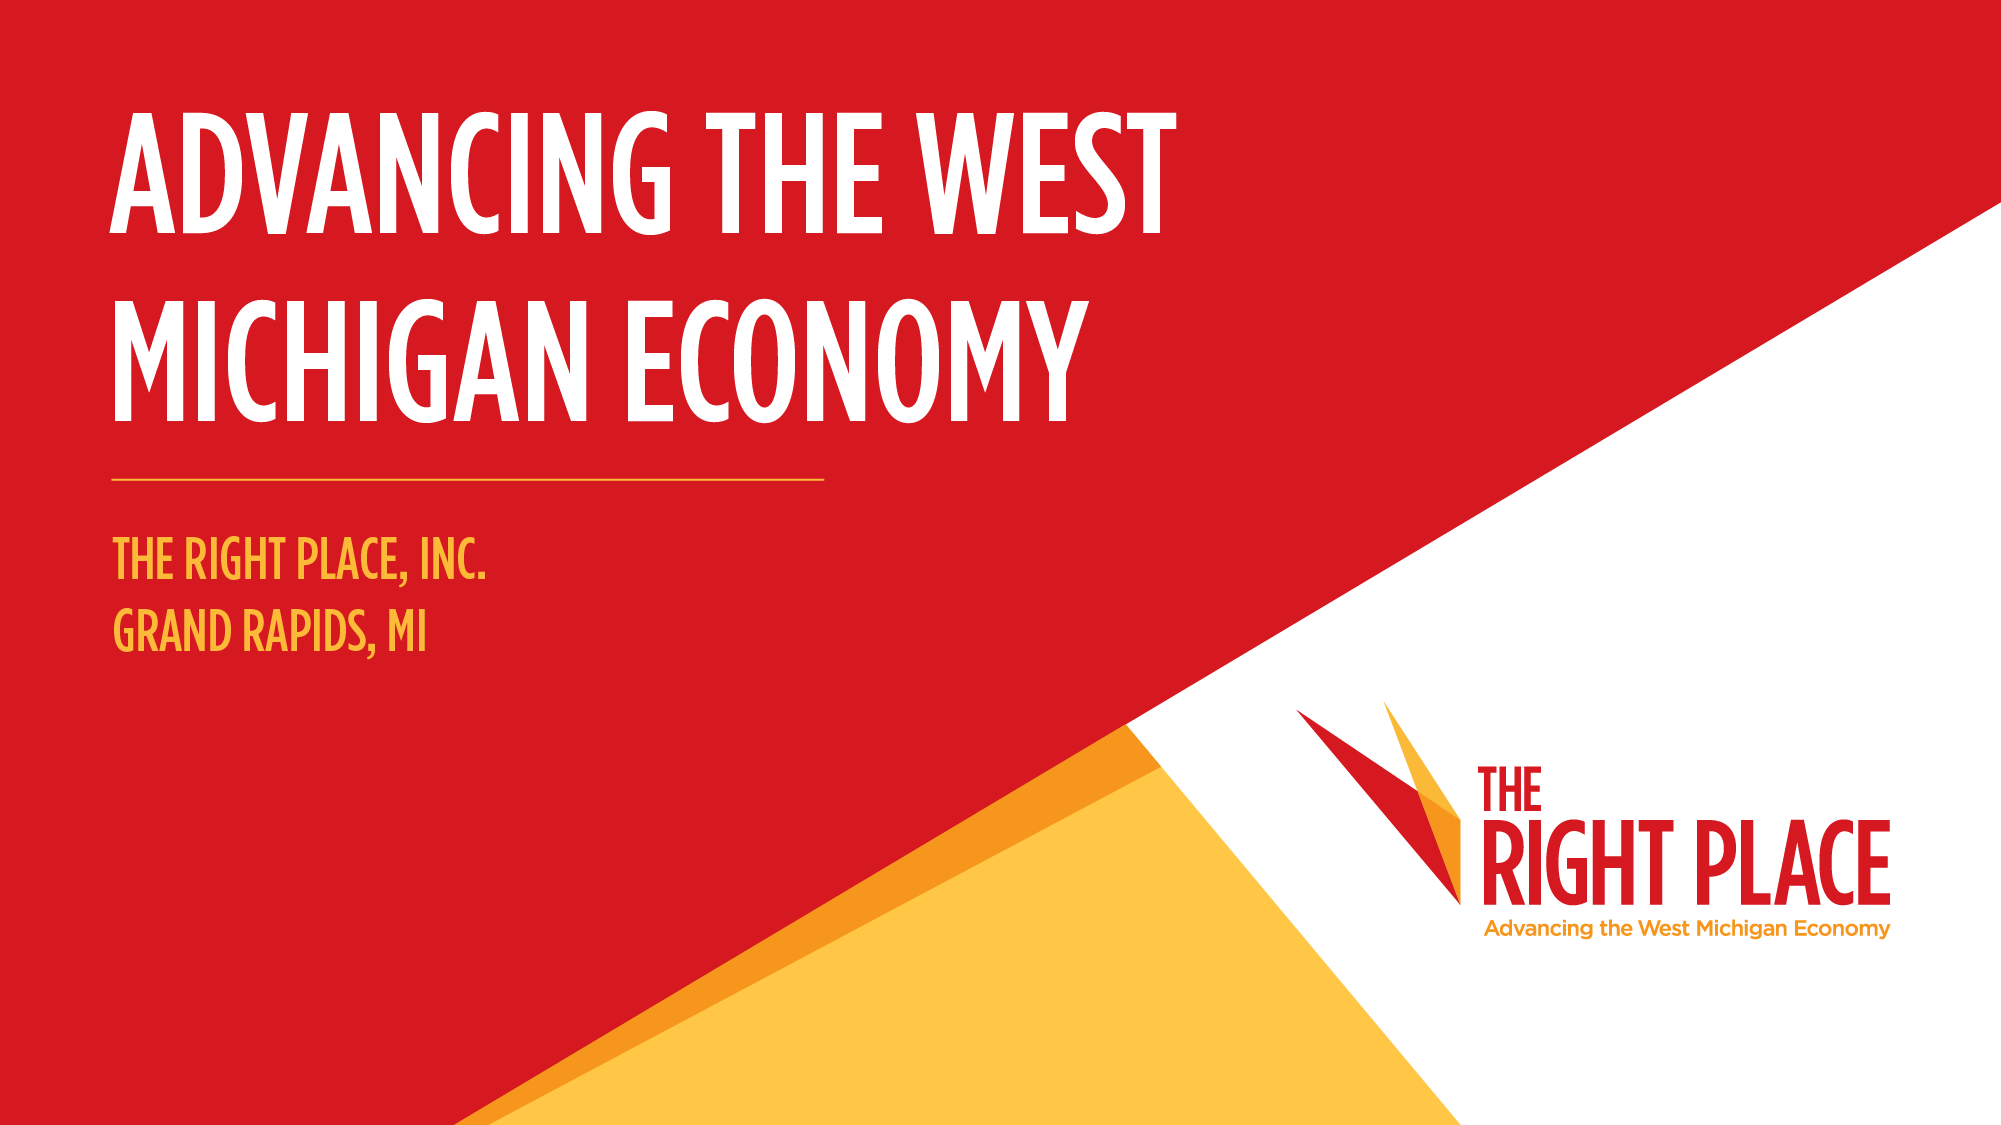 ADVANCING THE WEST
MICHIGAN ECONOMY
THE RIGHT PLACE, INC.
GRAND RAPIDS, MI
THE
RIGHT PLACE
Advancing the West Michigan Economy